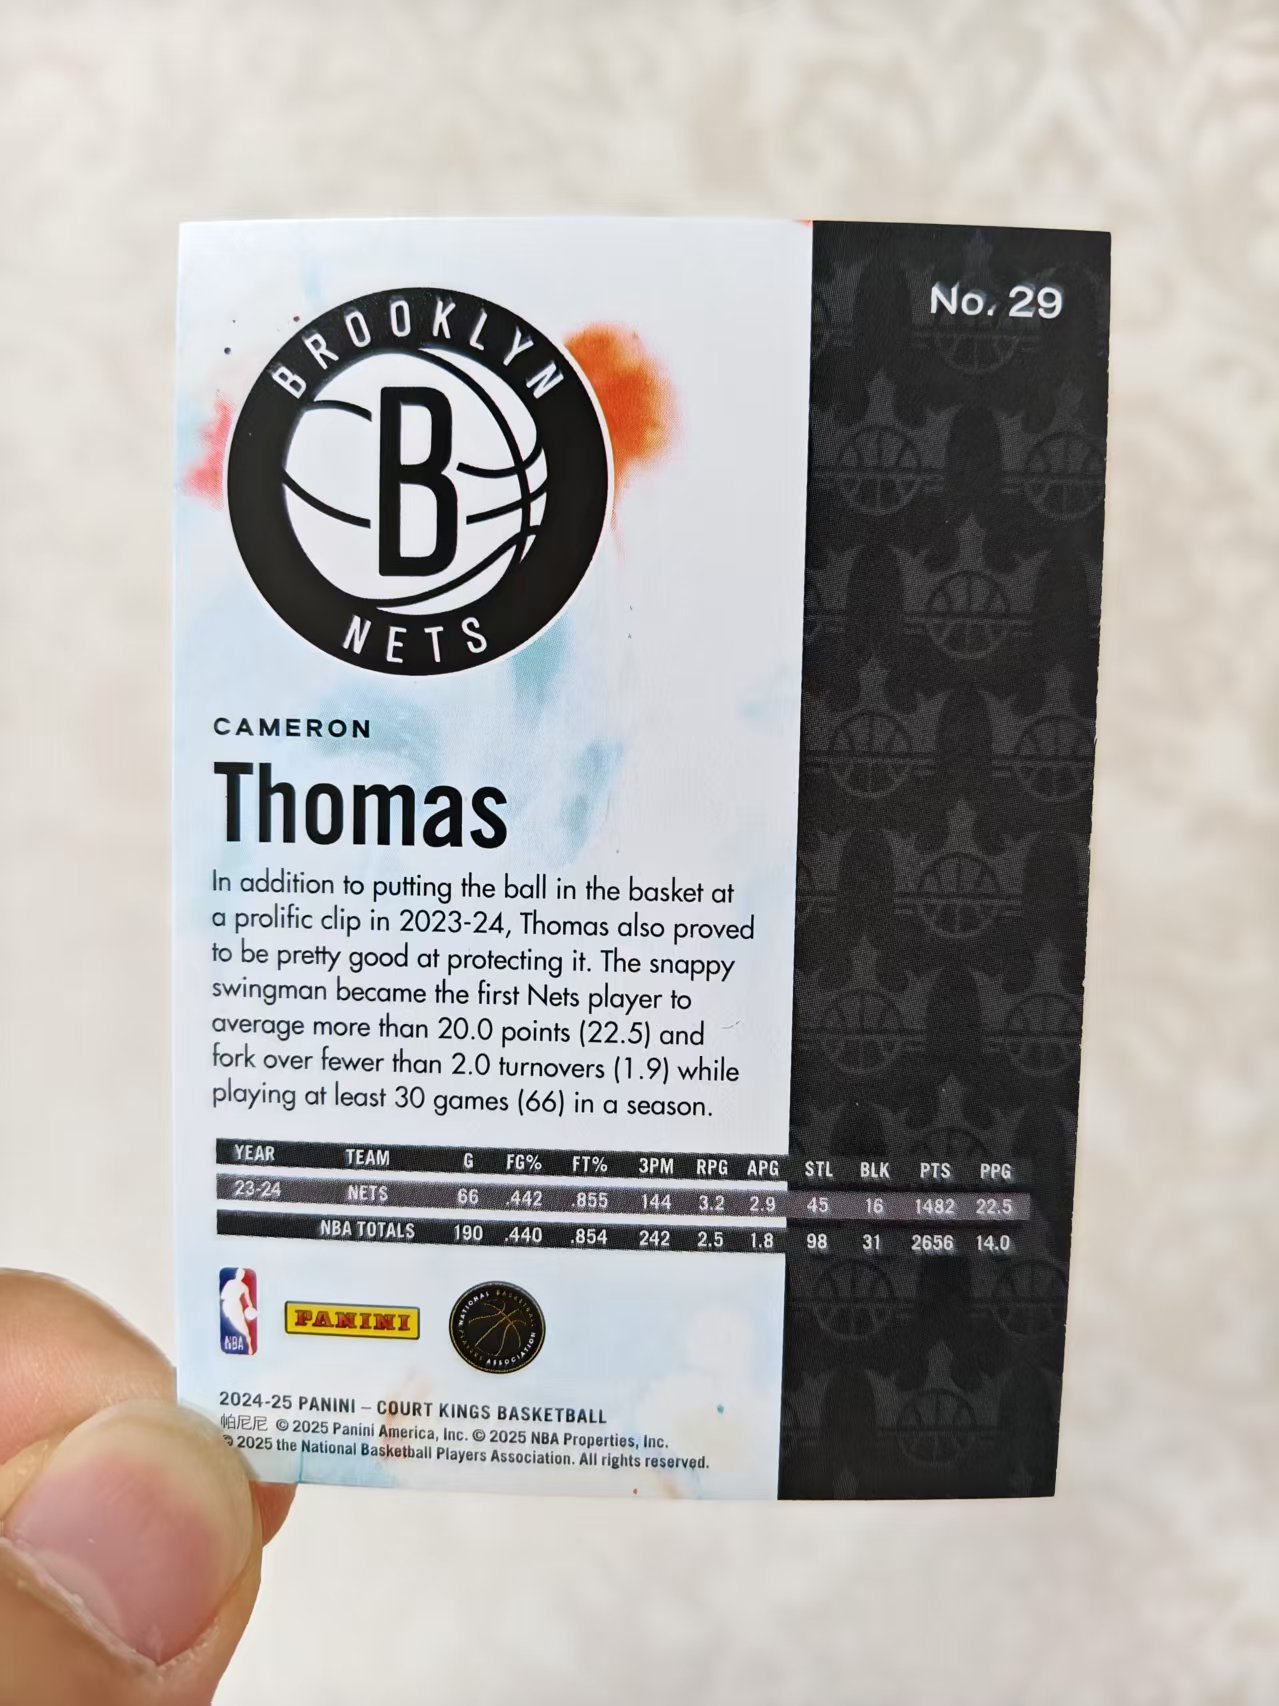 No. 29
BROOKLYN
B
NETS
CAMERON
Thomas
In addition to putting the ball in the basket at
a prolific clip in 2023-24, Thomas also proved
to be pretty good at protecting it. The snappy
swingman became the first Nets player to
average more than 20.0 points (22.5) and
fork over fewer than 2.0 turnovers (1.9) while
playing at least 30 games (66) in a season.
YEAR TEAM G FG% FT% 3PM RPG APG STL BLK PTS PPG
23-24 NETS 66 .442 .855 144 3.2 2.9 45 16 1482 22.5
NBA TOTALS 190 .440 .854 242 2.5 1.8 98 31 2656 14.0
NBA
PANINI
NATIONAL BASKETBALL PLAYERS ASSOCIATION
2024-25 PANINI – COURT KINGS BASKETBALL
帕尼尼 © 2025 Panini America, Inc. © 2025 NBA Properties, Inc.
© 2025 the National Basketball Players Association. All rights reserved.